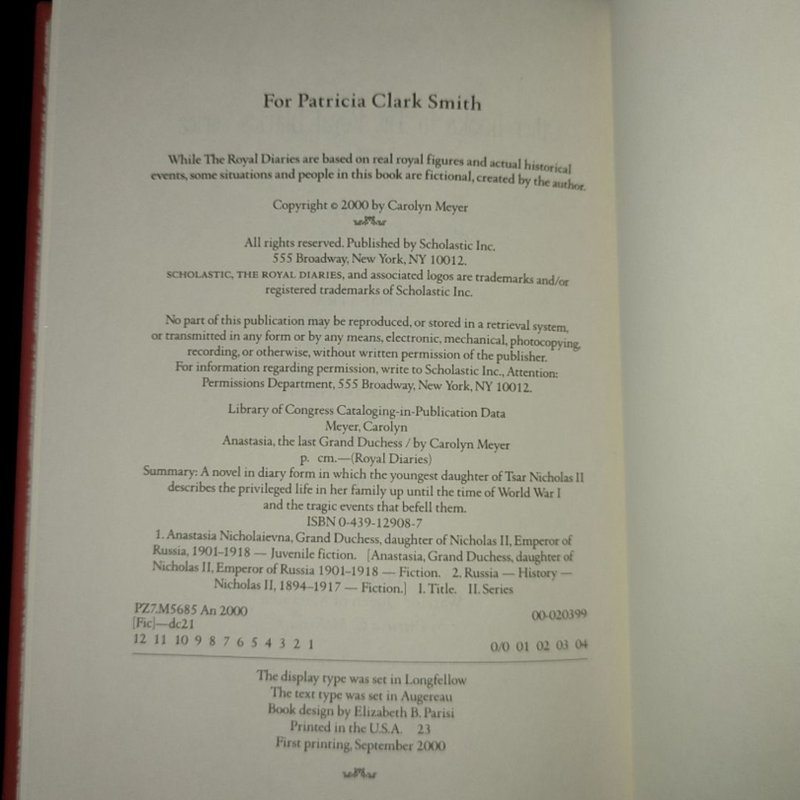 For Patricia Clark Smith
While The Royal Diaries are based on real royal figures and actual historical
events, some situations and people in this book are fictional, created by the author.
Copyright © 2000 by Carolyn Meyer
All rights reserved. Published by Scholastic Inc.
555 Broadway, New York, NY 10012.
SCHOLASTIC, THE ROYAL DIARIES, and associated logos are trademarks and/or
registered trademarks of Scholastic Inc.
No part of this publication may be reproduced, or stored in a retrieval system,
or transmitted in any form or by any means, electronic, mechanical, photocopying,
recording, or otherwise, without written permission of the publisher.
For information regarding permission, write to Scholastic Inc., Attention:
Permissions Department, 555 Broadway, New York, NY 10012.
Library of Congress Cataloging-in-Publication Data
Meyer, Carolyn
Anastasia, the last Grand Duchess / by Carolyn Meyer
p. cm.—(Royal Diaries)
Summary: A novel in diary form in which the youngest daughter of Tsar Nicholas II
describes the privileged life in her family up until the time of World War I
and the tragic events that befell them.
ISBN 0-439-12908-7
1. Anastasia Nicholaievna, Grand Duchess, daughter of Nicholas II, Emperor of
Russia, 1901–1918 — Juvenile fiction. [Anastasia, Grand Duchess, daughter of
Nicholas II, Emperor of Russia 1901–1918 — Fiction. 2. Russia — History —
Nicholas II, 1894–1917 — Fiction.] I. Title. II. Series
PZ7.M5685 An 2000
00-020399
[Fic]—dc21
12 11 10 9 8 7 6 5 4 3 2 1
0/0 01 02 03 04
The display type was set in Longfellow
The text type was set in Augereau
Book design by Elizabeth B. Parisi
Printed in the U.S.A. 23
First printing, September 2000